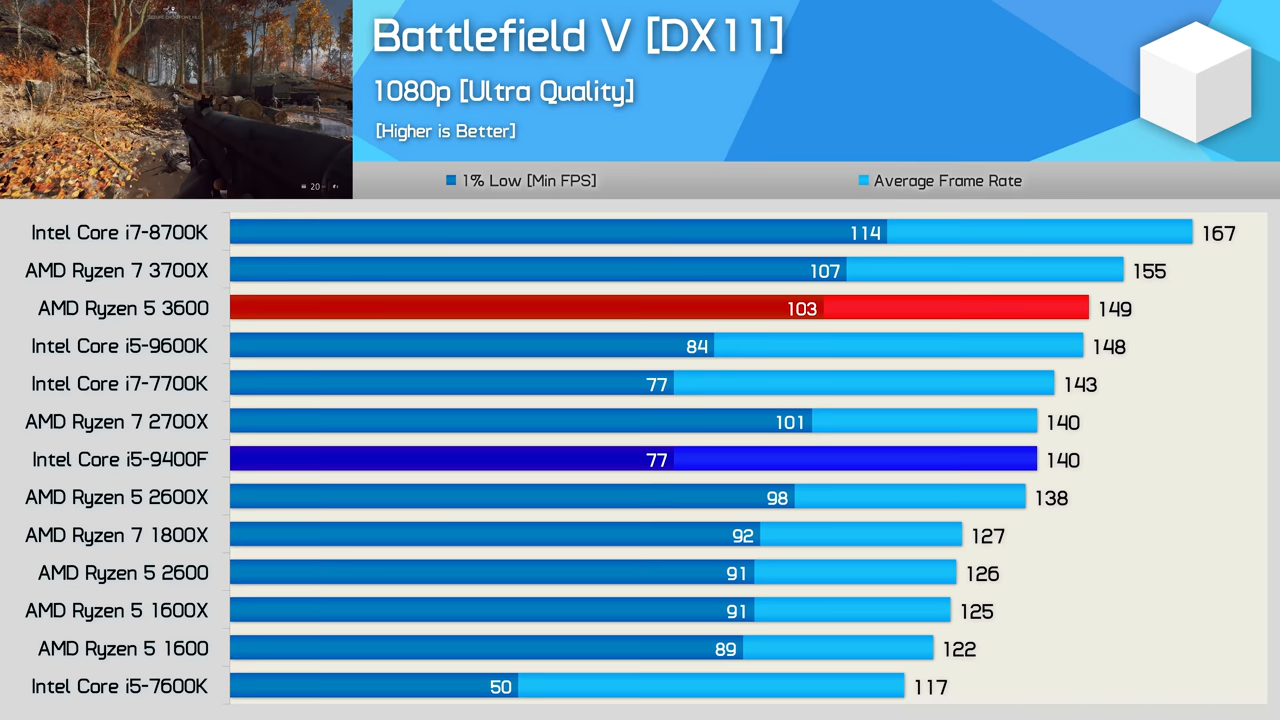 Battlefield V [DX11]
1080p [Ultra Quality]
[Higher is Better]
20
1% Low [Min FPS] Average Frame Rate
Intel Core i7-8700K 114 167
AMD Ryzen 7 3700X 107 155
AMD Ryzen 5 3600 103 149
Intel Core i5-9600K 84 148
Intel Core i7-7700K 77 143
AMD Ryzen 7 2700X 101 140
Intel Core i5-9400F 77 140
AMD Ryzen 5 2600X 98 138
AMD Ryzen 7 1800X 92 127
AMD Ryzen 5 2600 91 126
AMD Ryzen 5 1600X 91 125
AMD Ryzen 5 1600 89 122
Intel Core i5-7600K 50 117